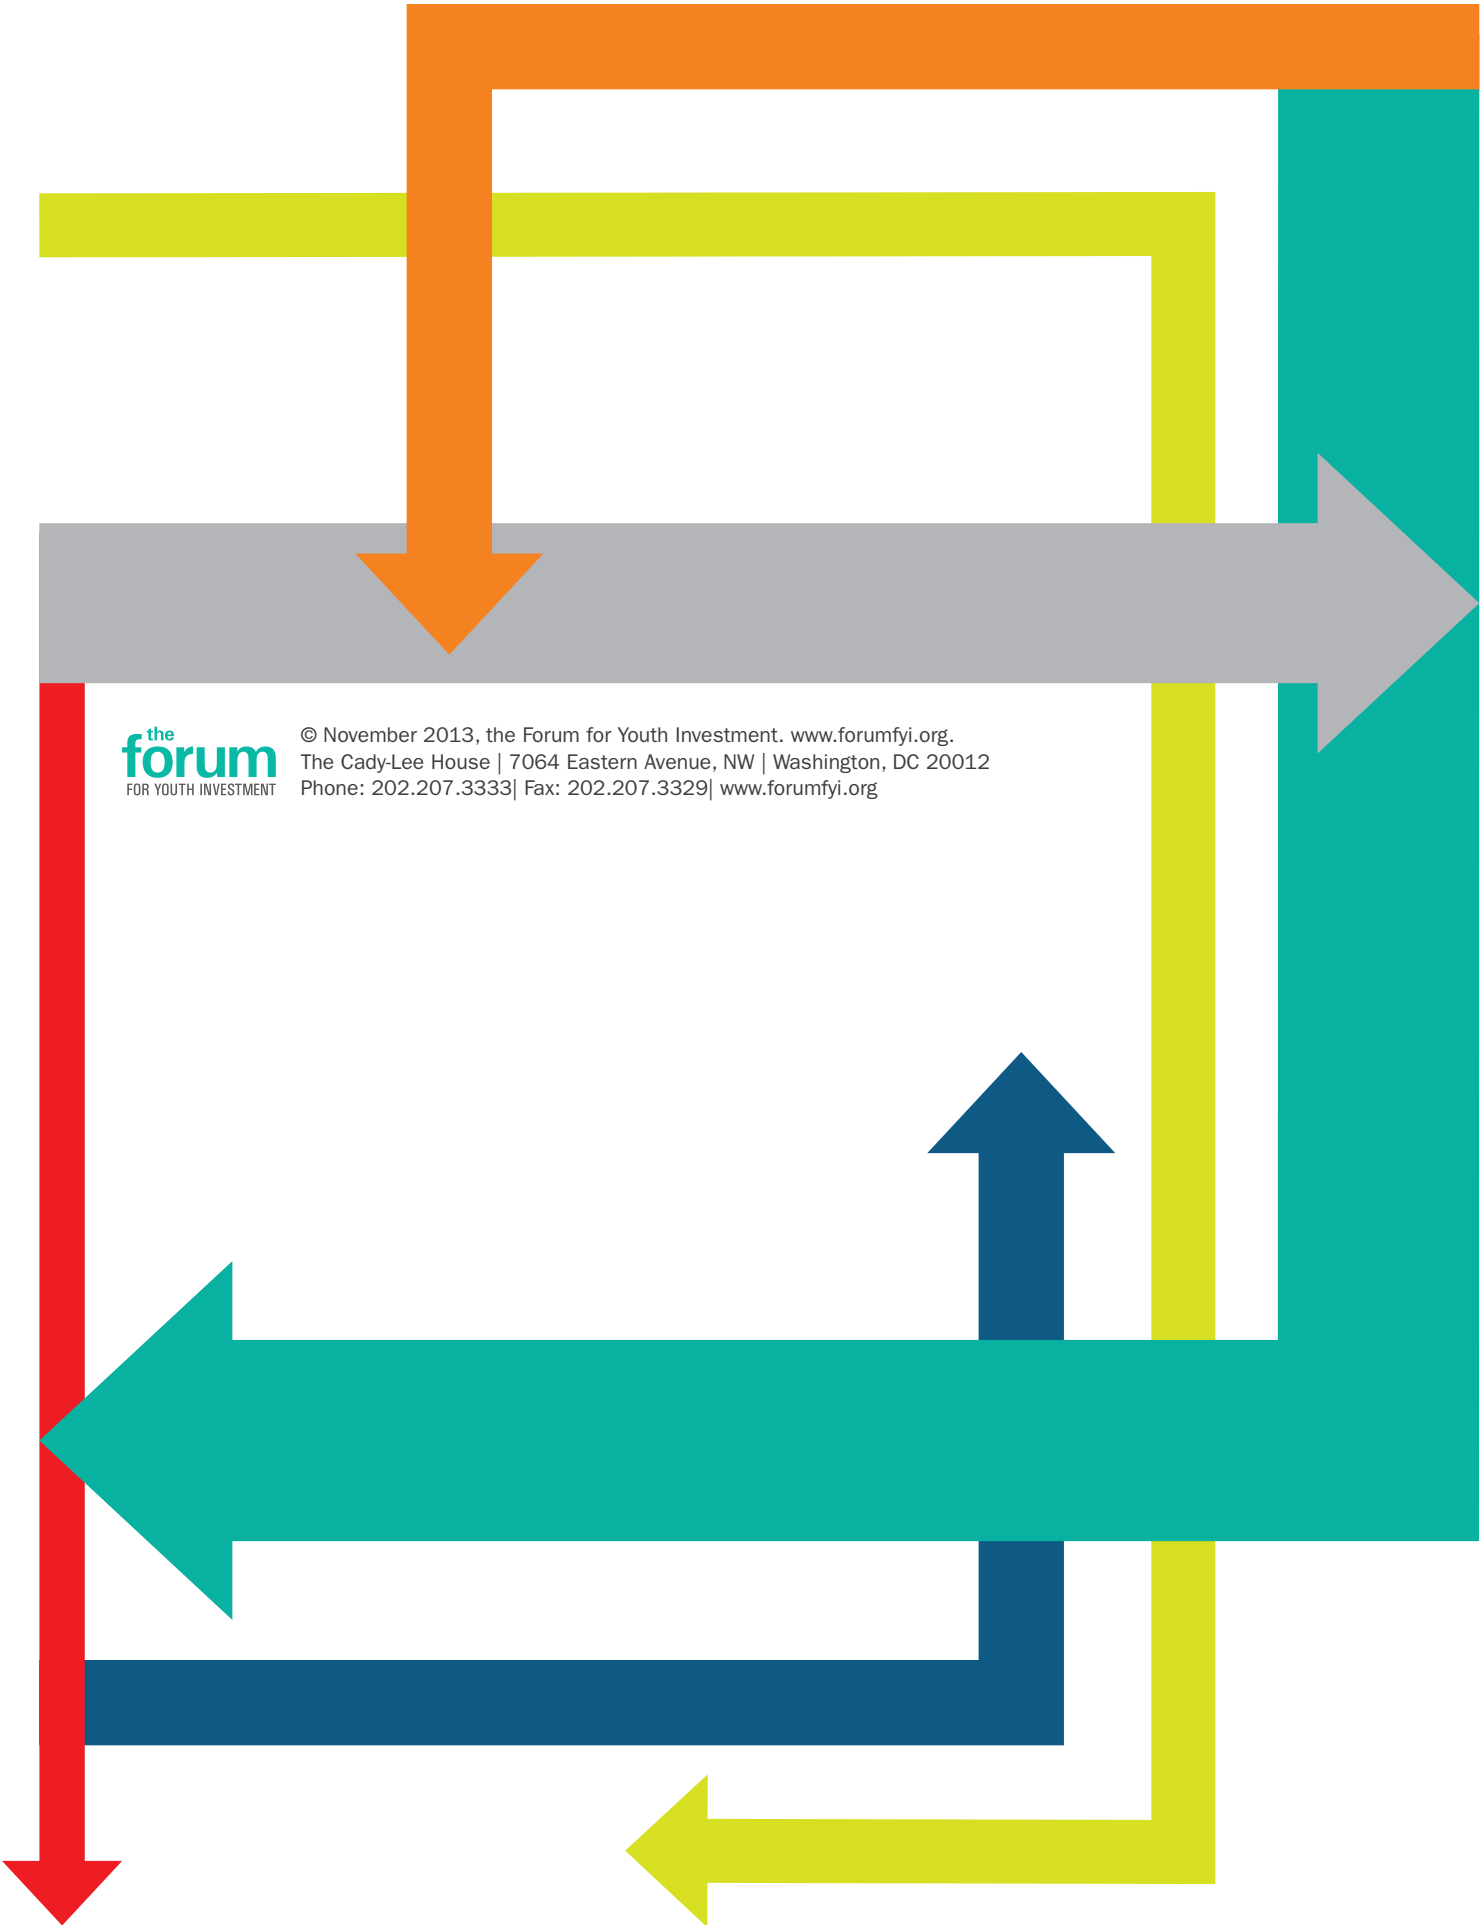 the
forum
FOR YOUTH INVESTMENT
© November 2013, the Forum for Youth Investment. www.forumfyi.org.
The Cady-Lee House | 7064 Eastern Avenue, NW | Washington, DC 20012
Phone: 202.207.3333| Fax: 202.207.3329| www.forumfyi.org